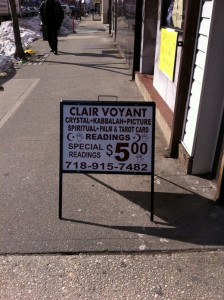 CLAIR VOYANT
CRYSTAL•KABBALAH•PICTURE
SPIRITUAL•PALM & TAROT CARD
READINGS
SPECIAL READINGS $5.00
718-915-7482